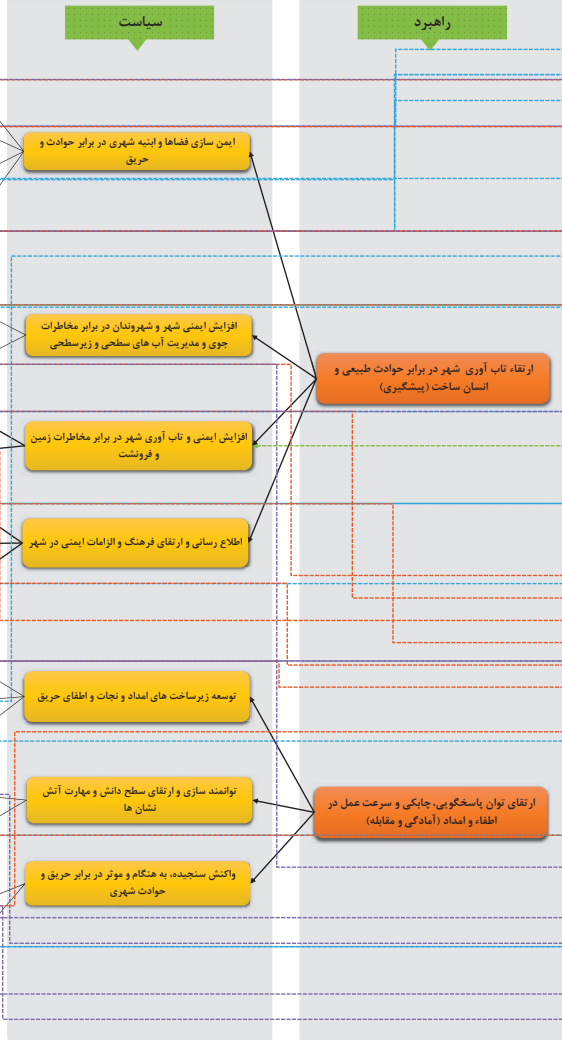 راهبرد
سیاست
ایمن سازی فضاها و ابنیه شهری در برابر حوادث و
حریق
افزایش ایمنی شهر و شهروندان در برابر مخاطرات
جوی و مدیریت آب های سطحی و زیرسطحی
ارتقاء تاب آوری شهر در برابر حوادث طبیعی و
انسان ساخت (پیشگیری)
افزایش ایمنی و تاب آوری شهر در برابر مخاطرات زمین
و فرونشت
اطلاع رسانی و ارتقای فرهنگ و الزامات ایمنی در شهر
توسعه زیرساخت های امداد و نجات و اطفای حریق
ارتقای توان پاسخگویی، چابکی و سرعت عمل در
اطفاء و امداد (آمادگی و مقابله)
توانمند سازی و ارتقای سطح دانش و مهارت آتش
نشان ها
واکنش سنجیده، به هنگام و موثر در برابر حریق و
حوادث شهری